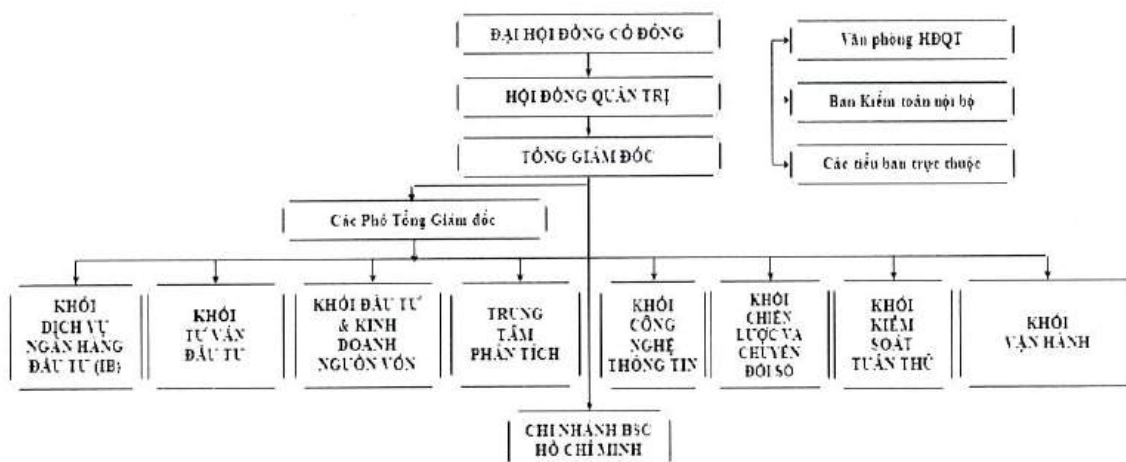 ĐẠI HỘI ĐỒNG CỔ ĐÔNG
HỘI ĐỒNG QUẢN TRỊ
TỔNG GIÁM ĐỐC
Văn phòng HĐQT
Ban Kiểm toán nội bộ
Các tiểu ban trực thuộc
Các Phó Tổng Giám đốc
KHỐI
DỊCH VỤ
NGÂN HÀNG
ĐẦU TƯ (IB)
KHỐI
TƯ VẤN
ĐẦU TƯ
KHỐI ĐẦU TƯ
& KINH
DOANH
NGUỒN VỐN
TRUNG
TÂM
PHÂN TÍCH
KHỐI
CÔNG
NGHỆ
THÔNG TIN
KHỐI
CHIẾN
LƯỢC VÀ
CHUYỂN
ĐỔI SỐ
KHỐI
KIỂM
SOÁT
TUÂN THỦ
KHỐI
VẬN HÀNH
CHI NHÁNH BSC
HỒ CHÍ MINH